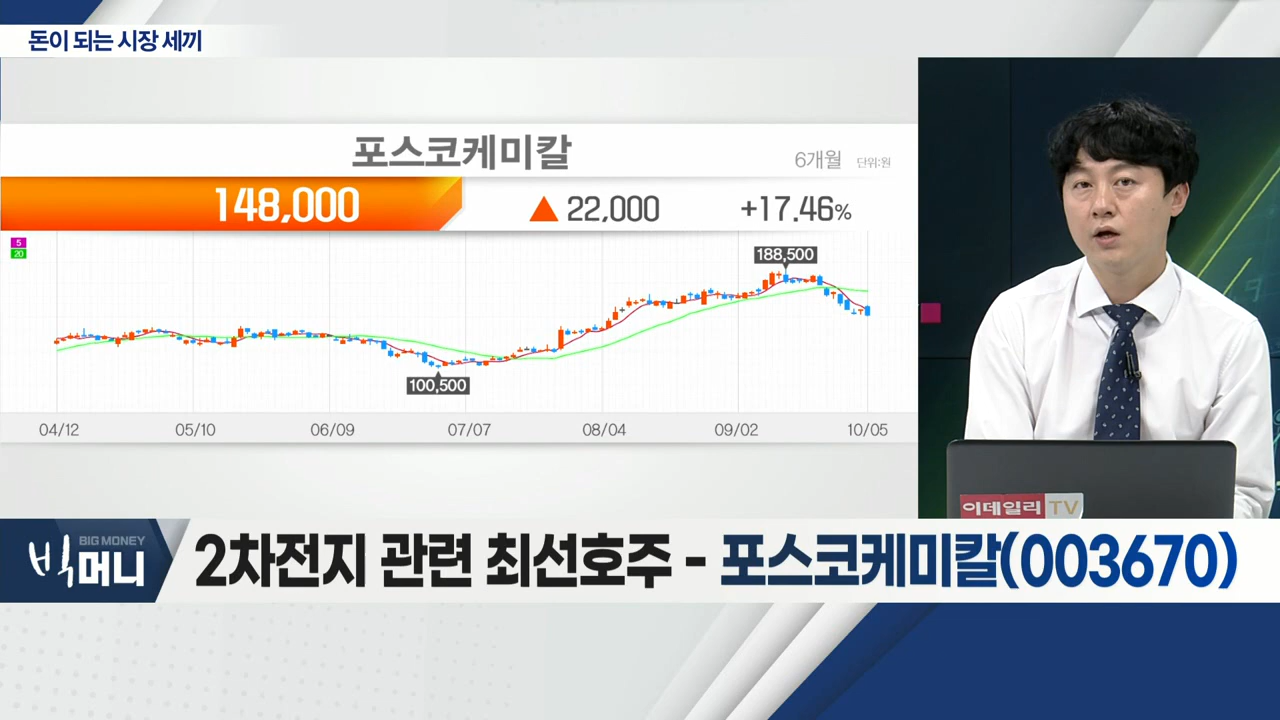 돈이 되는 시장 세끼
포스코케미칼
6개월 단위:원
148,000 ▲ 22,000 +17.46%
5
20
188,500
100,500
04/12 05/10 06/09 07/07 08/04 09/02 10/05
이데일리 TV
BIG MONEY
빅머니
2차전지 관련 최선호주 - 포스코케미칼(003670)